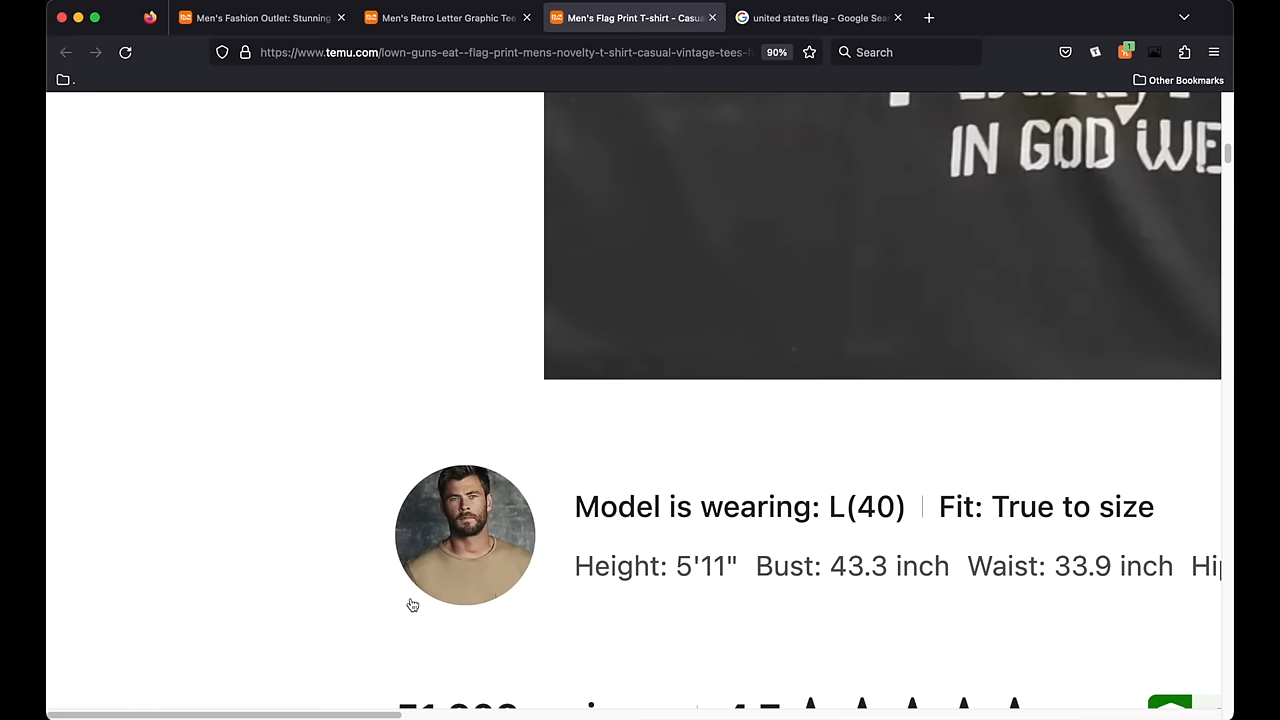 Men's Fashion Outlet: Stunning
Men's Retro Letter Graphic Tee
Men's Flag Print T-shirt - Casua
united states flag - Google Sea
https://www.temu.com/lown-guns-eat--flag-print-mens-novelty-t-shirt-casual-vintage-tees-f
90%
Search
1
.
Other Bookmarks
IN GOD WE
Model is wearing: L(40) | Fit: True to size
Height: 5'11" Bust: 43.3 inch Waist: 33.9 inch Hi